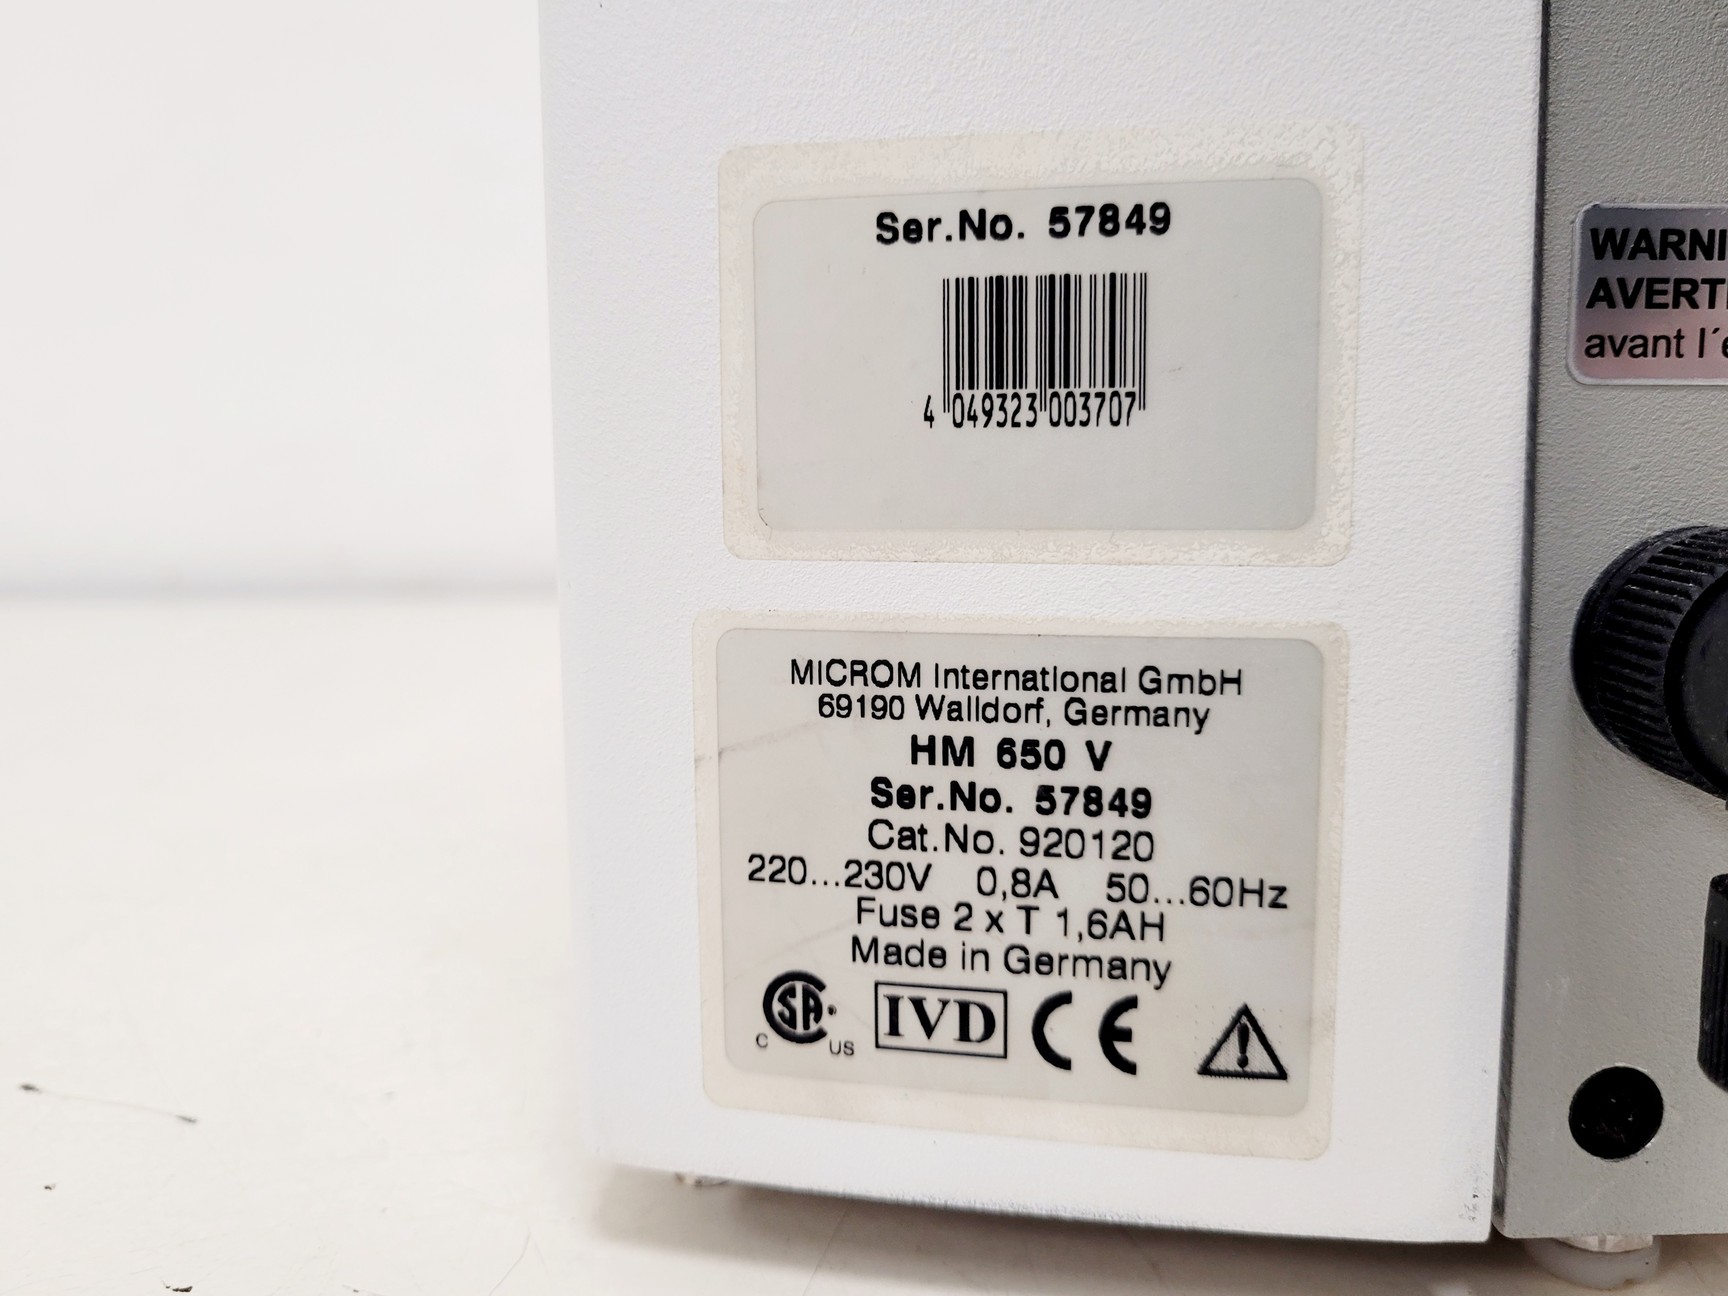 Ser.No. 57849
4 049323 003707
MICROM International GmbH
69190 Walldorf, Germany
HM 650 V
Ser.No. 57849
Cat.No. 920120
220...230V 0,8A 50...60Hz
Fuse 2 x T 1,6AH
Made in Germany
C SA US IVD CE
WARNI
AVERT
avant l´e